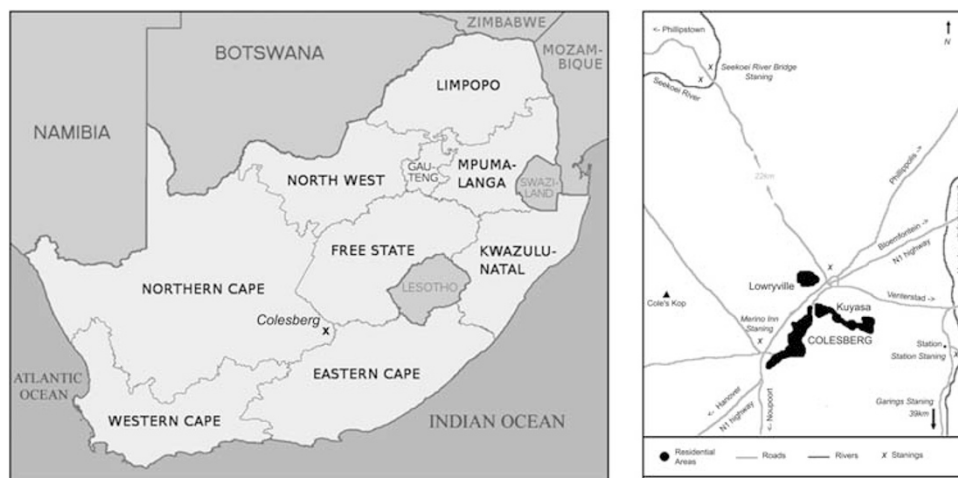 ZIMBABWE
BOTSWANA
MOZAM-
BIQUE
LIMPOPO
NAMIBIA
GAU-
TENG
MPUMA-
LANGA
NORTH WEST
SWAZI-
LAND
FREE STATE
KWAZULU-
NATAL
LESOTHO
NORTHERN CAPE
Colesberg x
EASTERN CAPE
ATLANTIC
OCEAN
WESTERN CAPE
INDIAN OCEAN
<- Phillipstown
N
x
Seekoei River Bridge
Staning
x
x
Seekoei River
22km
Phillippolis ->
Bloemfontein ->
N1 highway
x
Lowryville
Venterstad ->
Cole's Kop
Kuyasa
Merino Inn
Staning
x
COLESBERG
Station
Station Staning
x
<- Hanover
N1 highway
<- Noupoort
Garings Staning
39km
Residential
Areas
Roads
Rivers
x Stanings